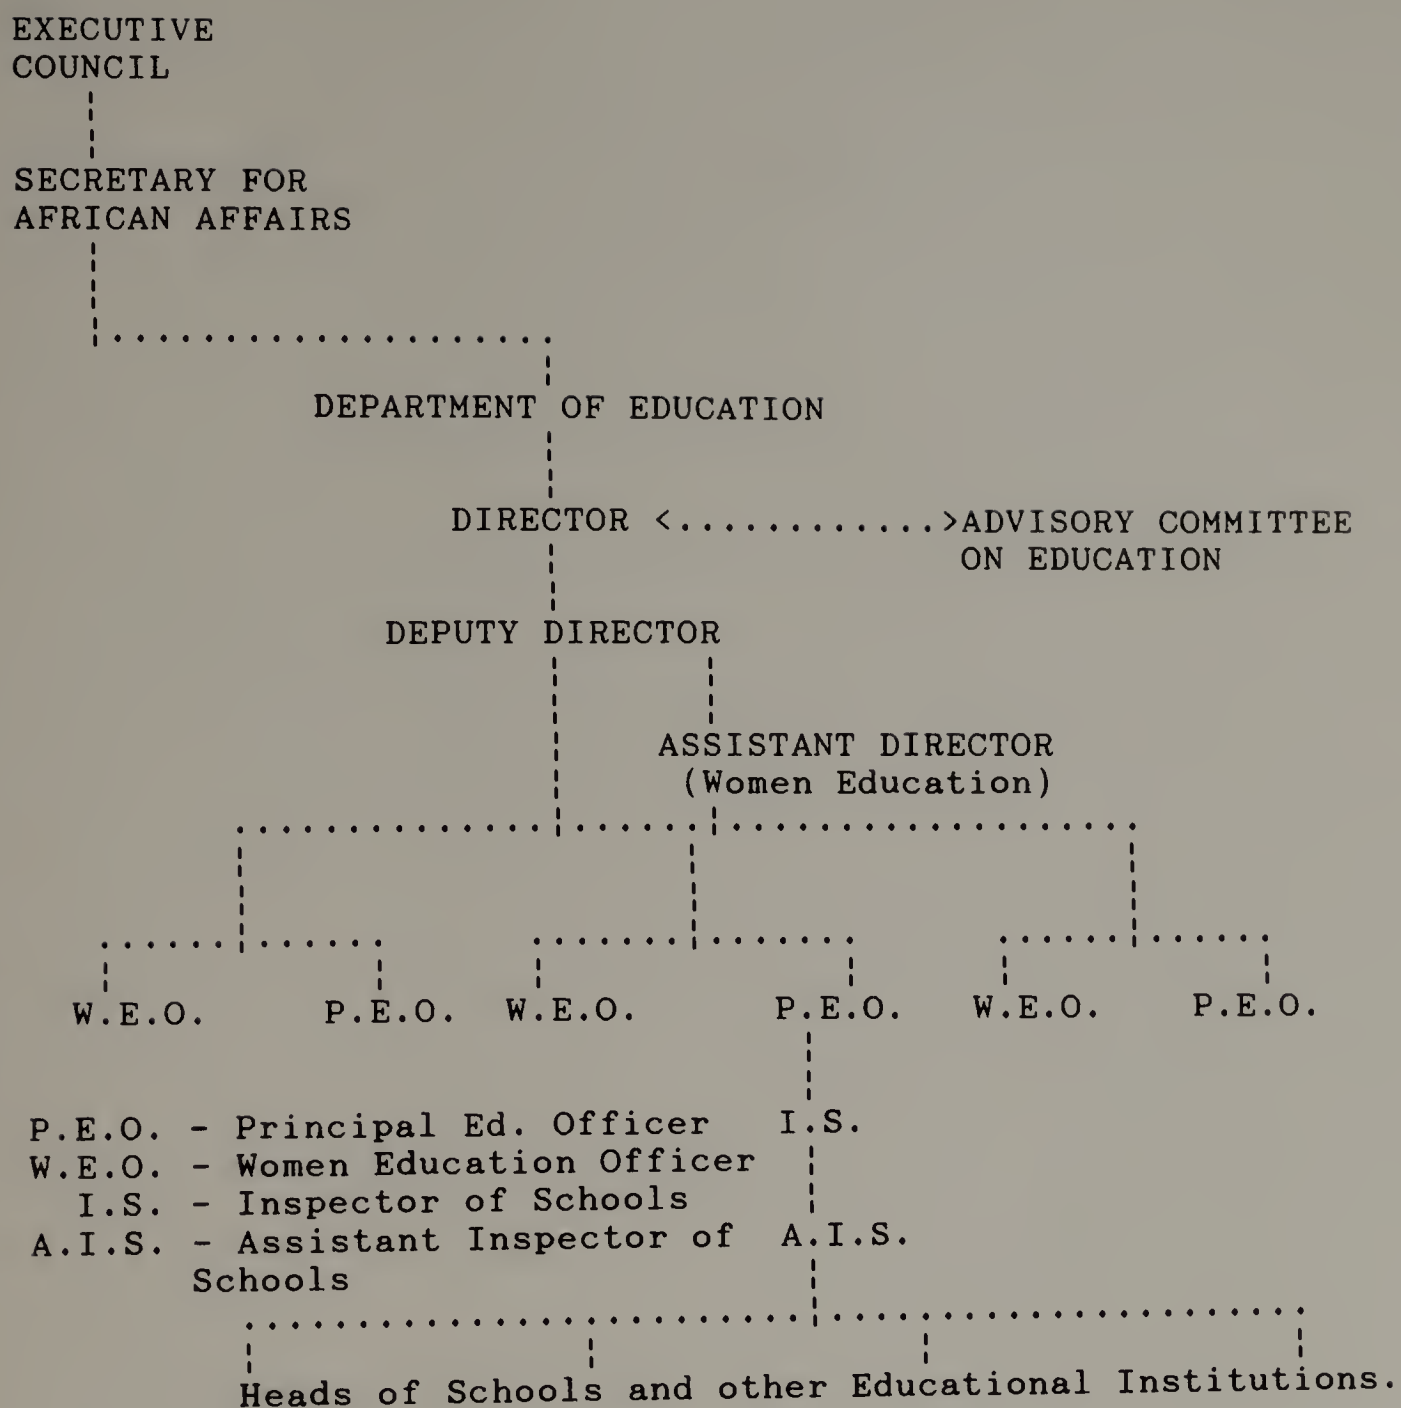 EXECUTIVE
COUNCIL
SECRETARY FOR
AFRICAN AFFAIRS
DEPARTMENT OF EDUCATION
DIRECTOR <............>ADVISORY COMMITTEE
ON EDUCATION
DEPUTY DIRECTOR
ASSISTANT DIRECTOR
(Women Education)
W.E.O. P.E.O. W.E.O. P.E.O. W.E.O. P.E.O.
P.E.O. - Principal Ed. Officer I.S.
W.E.O. - Women Education Officer
I.S. - Inspector of Schools
A.I.S. - Assistant Inspector of A.I.S.
Schools
Heads of Schools and other Educational Institutions.